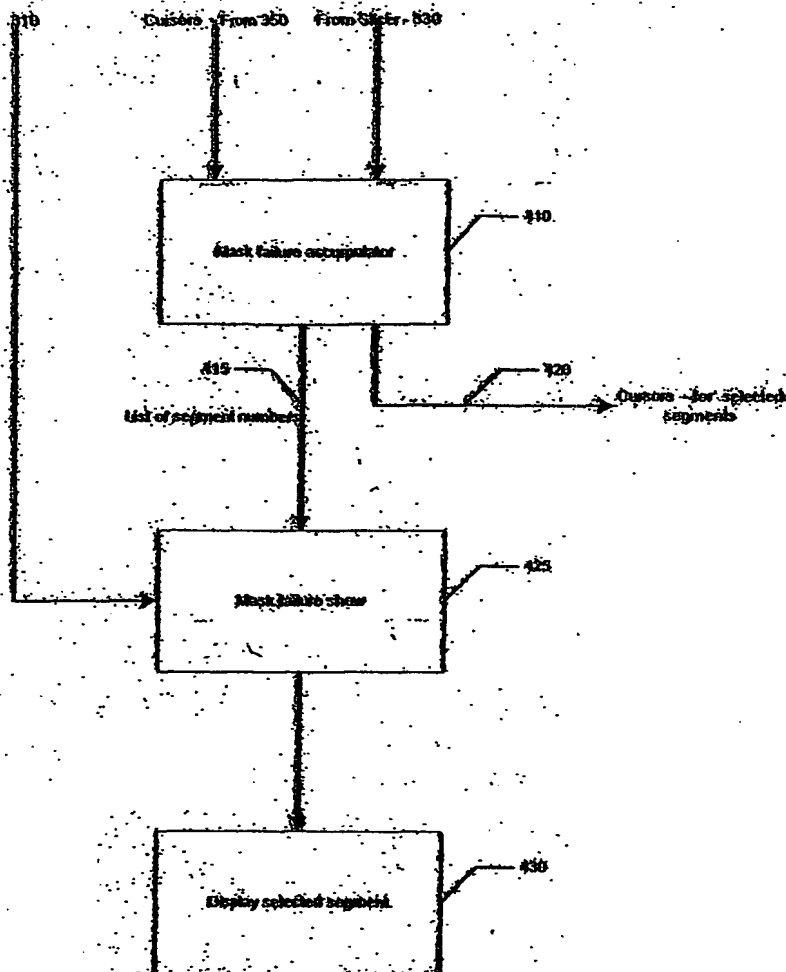 310
Cursors - From 350
From Slicer - 330
410
Mask failure accumulator
415
420
List of segment numbers
Cursors - for selected
segments
425
Mask failure show
430
Display selected segment